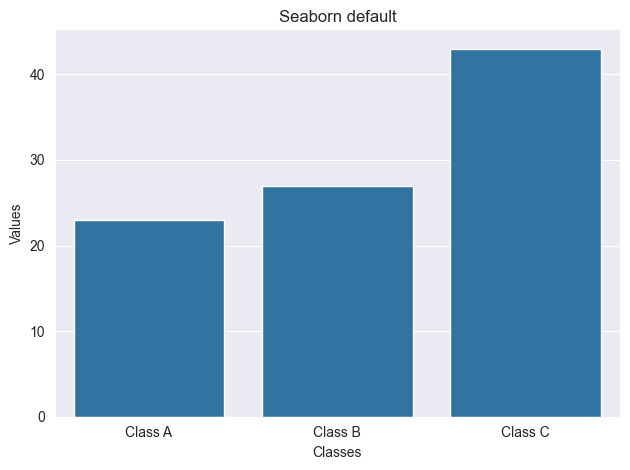 Seaborn default
Values
40
30
20
10
0
Class A
Class B
Class C
Classes